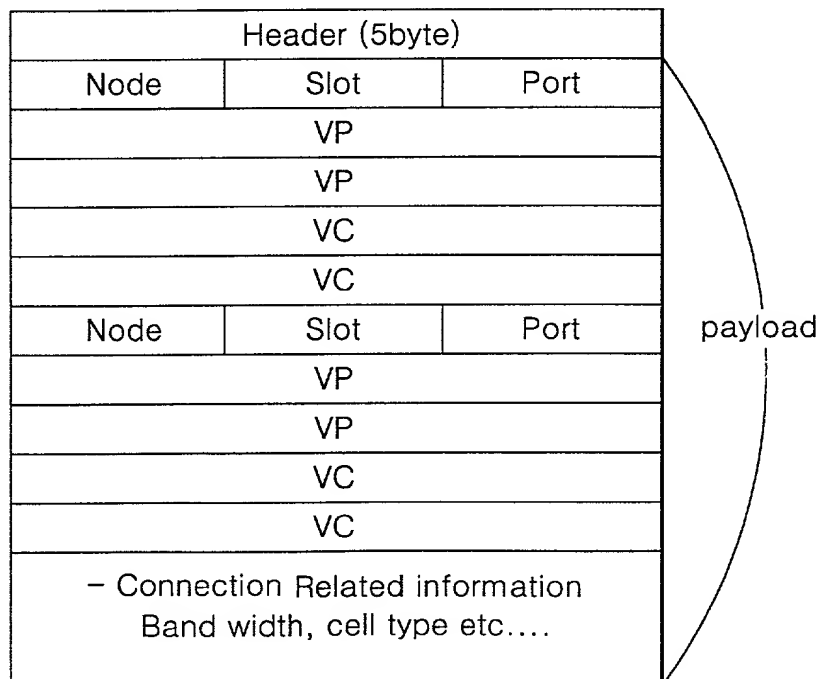 Header (5byte)
Node Slot Port
VP
VP
VC
VC
Node Slot Port
payload
VP
VP
VC
VC
– Connection Related information
Band width, cell type etc....